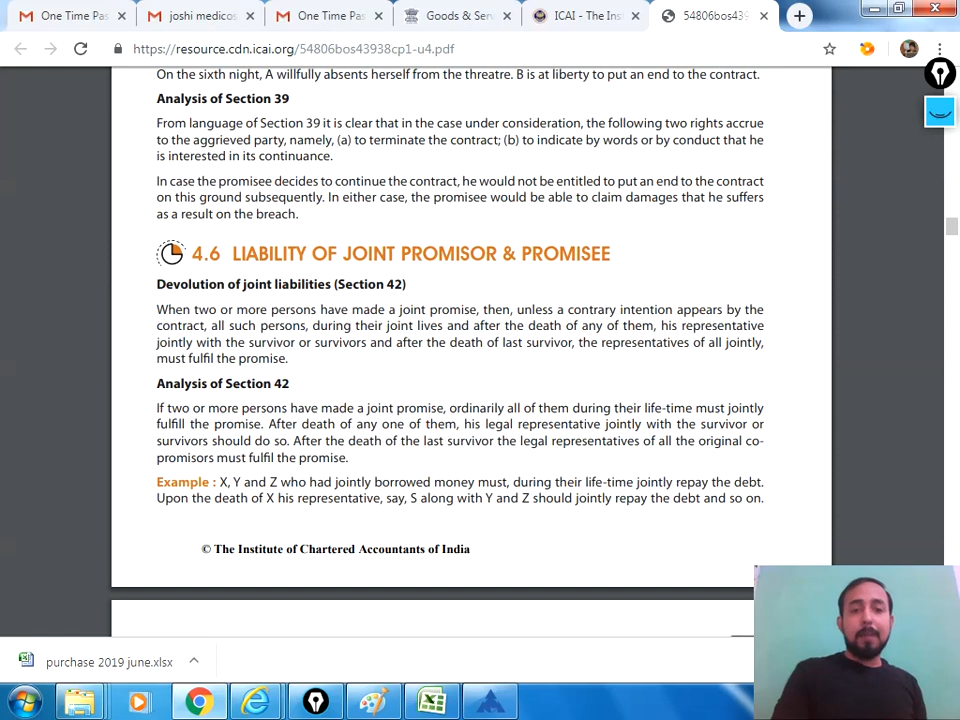 One Time Pas
joshi medicos
One Time Pas
Goods & Serv
ICAI - The Ins
54806bos439
https://resource.cdn.icai.org/54806bos43938cp1-u4.pdf
On the sixth night, A willfully absents herself from the threatre. B is at liberty to put an end to the contract.
Analysis of Section 39
From language of Section 39 it is clear that in the case under consideration, the following two rights accrue
to the aggrieved party, namely, (a) to terminate the contract; (b) to indicate by words or by conduct that he
is interested in its continuance.
In case the promisee decides to continue the contract, he would not be entitled to put an end to the contract
on this ground subsequently. In either case, the promisee would be able to claim damages that he suffers
as a result on the breach.
4.6 LIABILITY OF JOINT PROMISOR & PROMISEE
Devolution of joint liabilities (Section 42)
When two or more persons have made a joint promise, then, unless a contrary intention appears by the
contract, all such persons, during their joint lives and after the death of any of them, his representative
jointly with the survivor or survivors and after the death of last survivor, the representatives of all jointly,
must fulfil the promise.
Analysis of Section 42
If two or more persons have made a joint promise, ordinarily all of them during their life-time must jointly
fulfill the promise. After death of any one of them, his legal representative jointly with the survivor or
survivors should do so. After the death of the last survivor the legal representatives of all the original co-
promisors must fulfil the promise.
Example : X, Y and Z who had jointly borrowed money must, during their life-time jointly repay the debt.
Upon the death of X his representative, say, S along with Y and Z should jointly repay the debt and so on.
© The Institute of Chartered Accountants of India
purchase 2019 june.xlsx